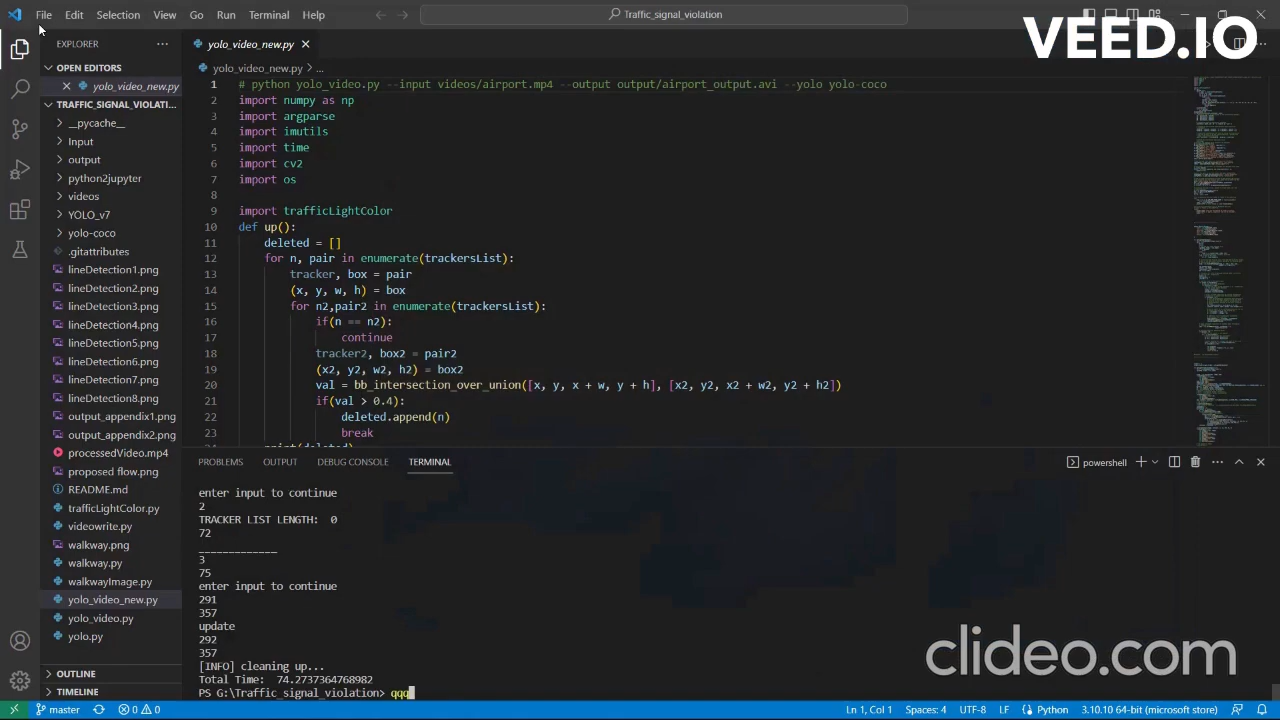 File Edit Selection View Go Run Terminal Help
Traffic_signal_violation
VEED.IO
EXPLORER
yolo_video_new.py
OPEN EDITORS
yolo_video_new.py
TRAFFIC_SIGNAL_VIOLATI...
__pycache__
Input
output
python2jupyter
videos
YOLO_v7
yolo-coco
.gitattributes
lineDetection1.png
lineDetection2.png
lineDetection3.png
lineDetection4.png
lineDetection5.png
lineDetection6.png
lineDetection7.png
lineDetection8.png
output_appendix1.png
output_appendix2.png
processedVideo.mp4
proposed flow.png
README.md
trafficLightColor.py
videowrite.py
walkway.png
walkway.py
walkwayImage.py
yolo_video_new.py
yolo_video.py
yolo.py
OUTLINE
TIMELINE
yolo_video_new.py > ...
1 # python yolo_video.py --input videos/airport.mp4 --output output/airport_output.avi --yolo yolo-coco
2 import numpy as np
3 import argparse
4 import imutils
5 import time
6 import cv2
7 import os
8
9 import trafficLightColor
10 def up():
11 deleted = []
12 for n, pair in enumerate(trackersList):
13 tracker, box = pair
14 (x, y, w, h) = box
15 for n2,pair2 in enumerate(trackersList):
16 if(n == n2):
17 continue
18 tracker2, box2 = pair2
19 (x2, y2, w2, h2) = box2
20 val = bb_intersection_over_union([x, y, x + w, y + h], [x2, y2, x2 + w2, y2 + h2])
21 if(val > 0.4):
22 deleted.append(n)
23 break
24 print(deleted)
PROBLEMS OUTPUT DEBUG CONSOLE TERMINAL
powershell
enter input to continue
2
TRACKER LIST LENGTH: 0
72
_____________
3
75
enter input to continue
291
357
update
292
357
[INFO] cleaning up...
Total Time: 74.2737364768982
PS G:\Traffic_signal_violation> qqq
clideo.com
master 0 0 Ln 1, Col 1 Spaces: 4 UTF-8 LF Python 3.10.10 64-bit (microsoft store)